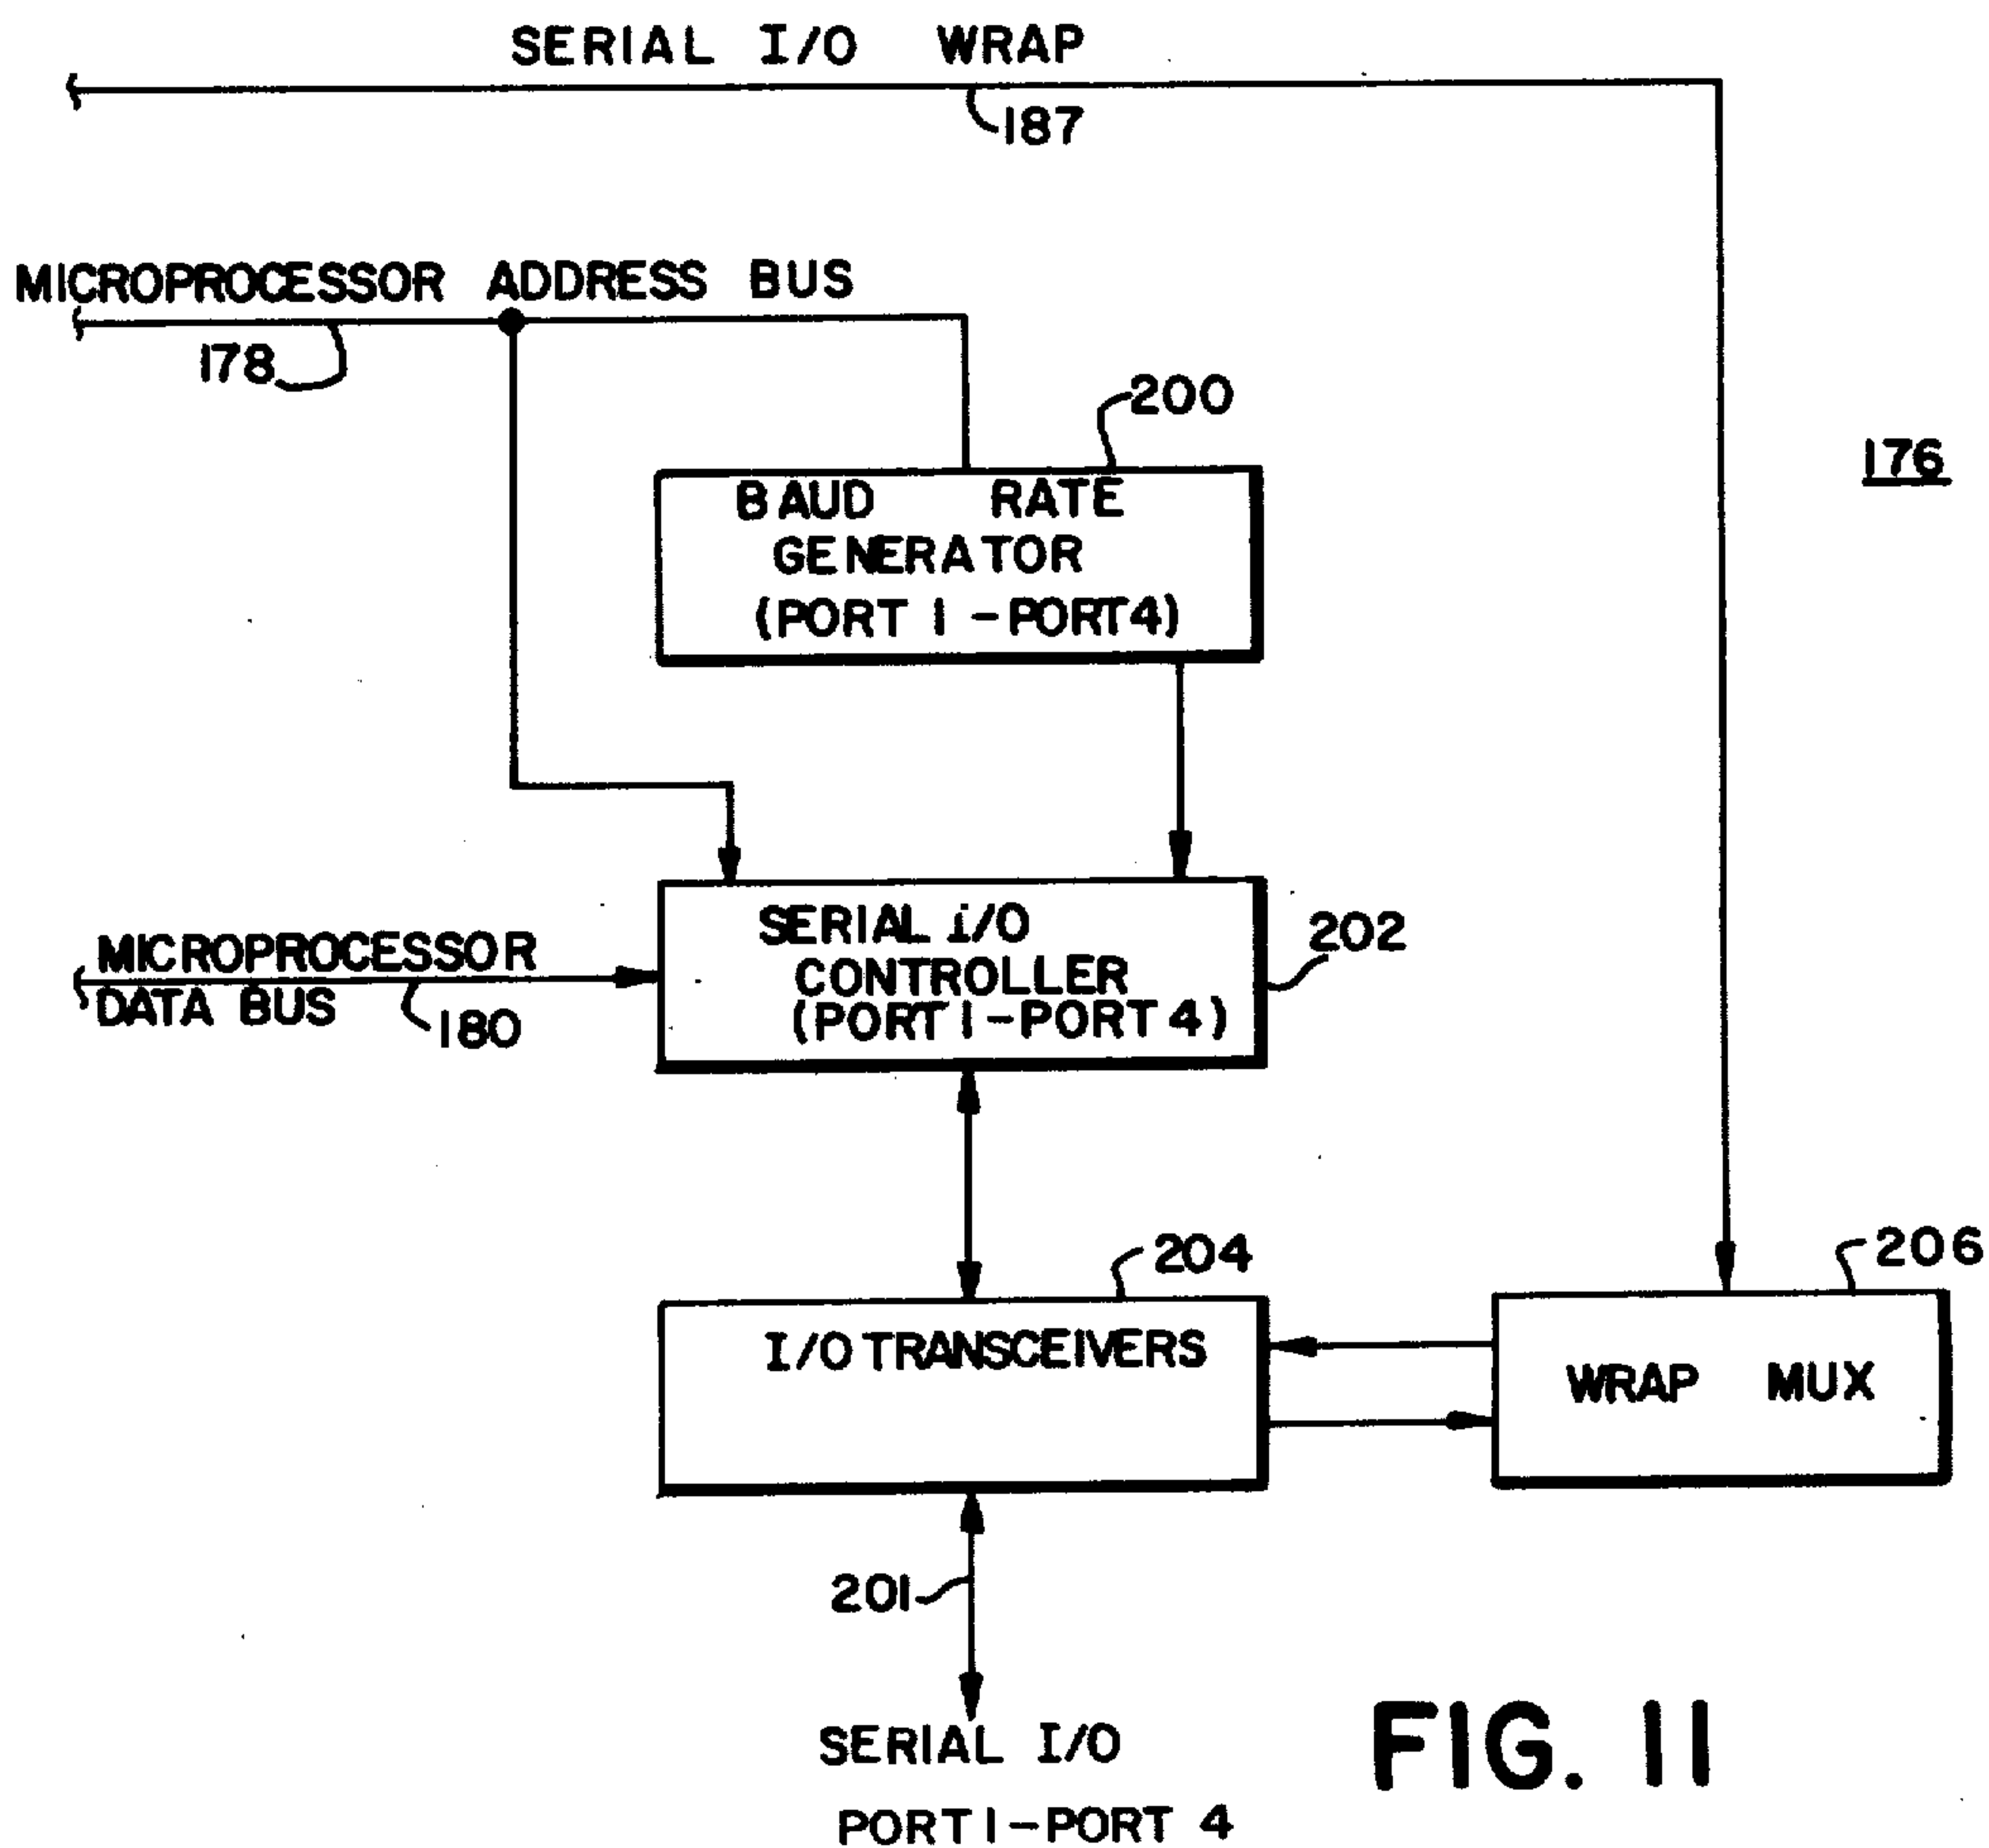 SERIAL I/O WRAP
187
MICROPROCESSOR ADDRESS BUS
178
200
176
BAUD RATE
GENERATOR
(PORT 1 - PORT 4)
SERIAL i/O
CONTROLLER
(PORT 1 - PORT 4)
202
MICROPROCESSOR
DATA BUS
180
204
206
I/O TRANSCEIVERS
WRAP MUX
201
SERIAL I/O
PORT 1 - PORT 4
FIG. 11